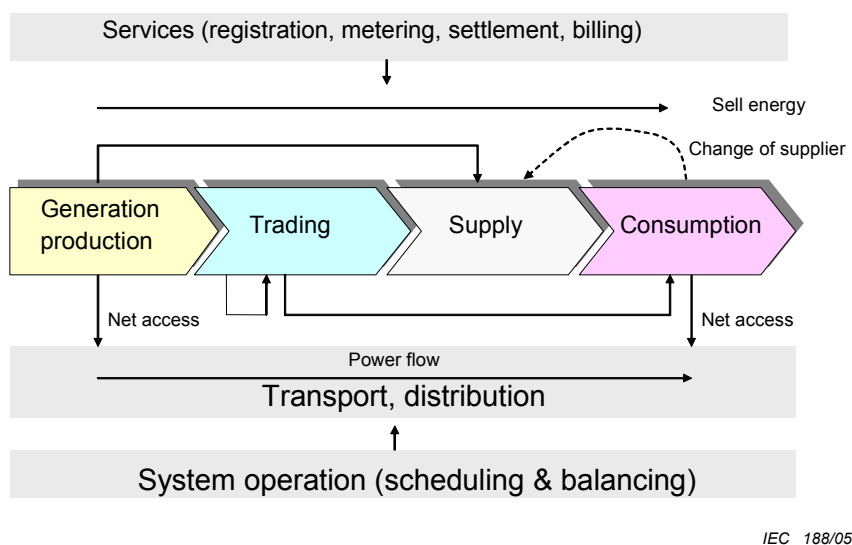 Services (registration, metering, settlement, billing)
Sell energy
Change of supplier
Generation
production
Trading
Supply
Consumption
Net access
Net access
Power flow
Transport, distribution
System operation (scheduling & balancing)
IEC 188/05